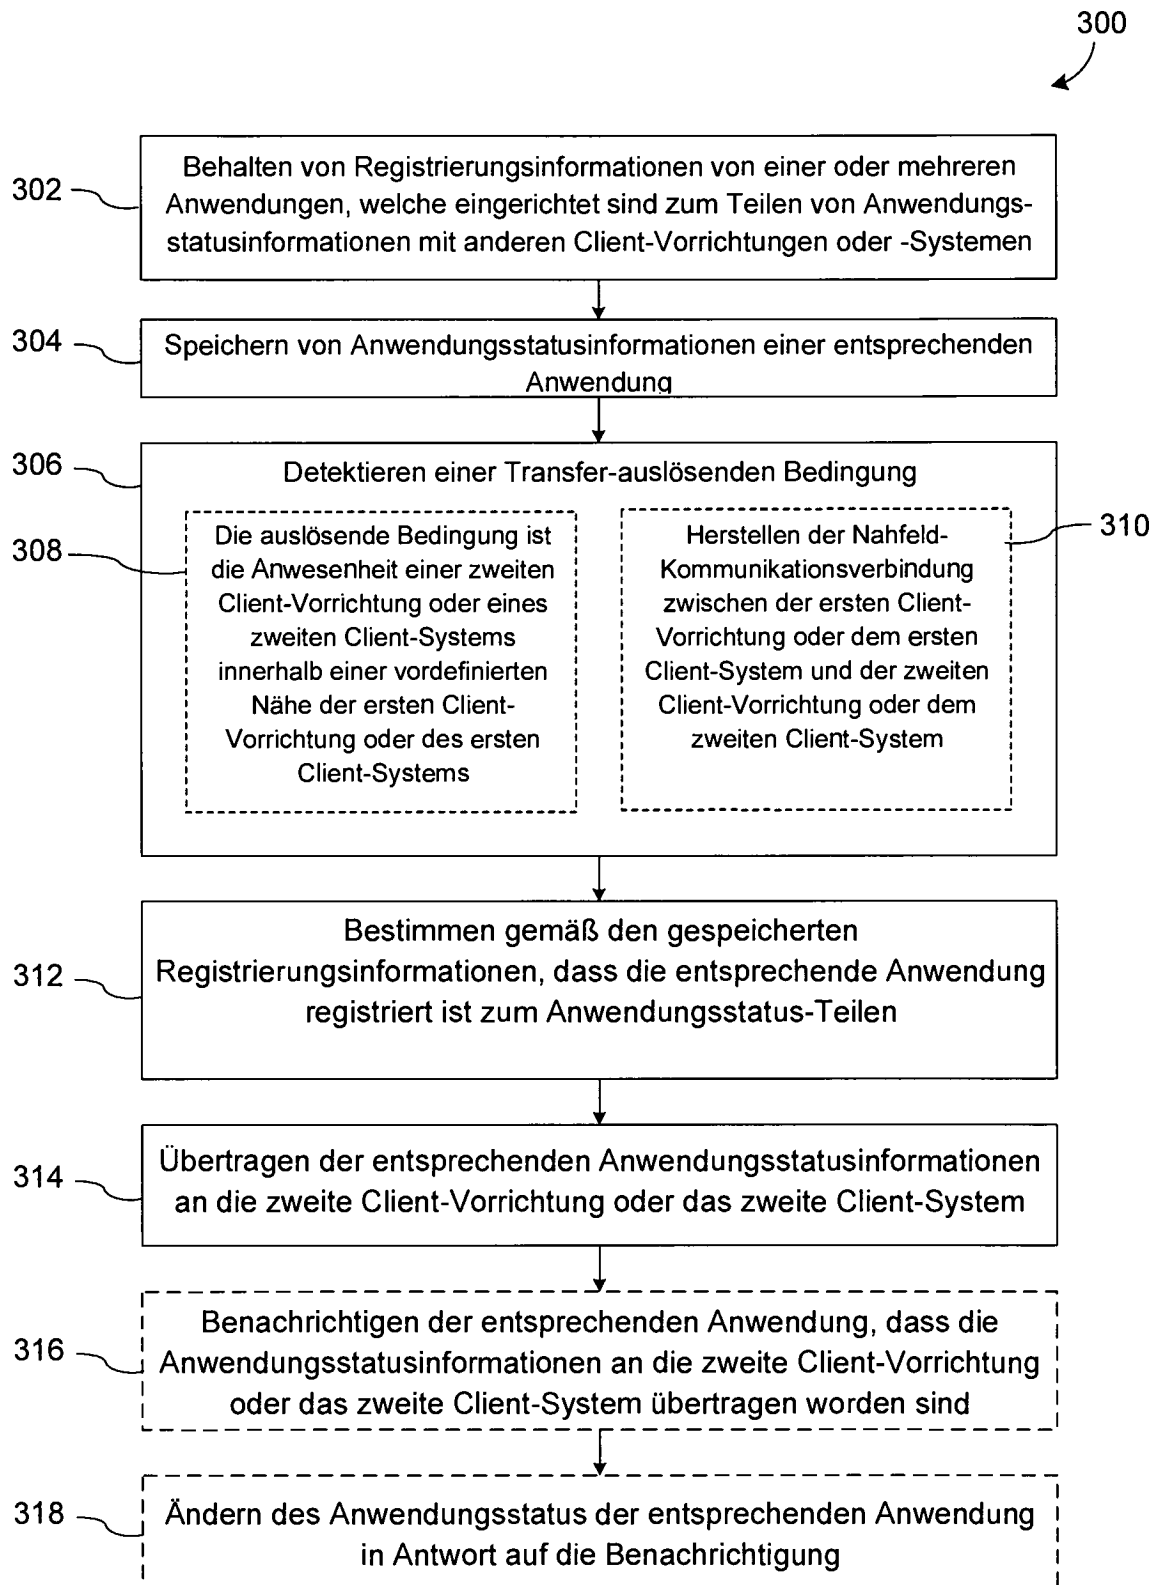 300
302
Behalten von Registrierungsinformationen von einer oder mehreren
Anwendungen, welche eingerichtet sind zum Teilen von Anwendungs-
statusinformationen mit anderen Client-Vorrichtungen oder -Systemen
304
Speichern von Anwendungsstatusinformationen einer entsprechenden
Anwendung
306
Detektieren einer Transfer-auslösenden Bedingung
308
Die auslösende Bedingung ist
die Anwesenheit einer zweiten
Client-Vorrichtung oder eines
zweiten Client-Systems
innerhalb einer vordefinierten
Nähe der ersten Client-
Vorrichtung oder des ersten
Client-Systems
310
Herstellen der Nahfeld-
Kommunikationsverbindung
zwischen der ersten Client-
Vorrichtung oder dem ersten
Client-System und der zweiten
Client-Vorrichtung oder dem
zweiten Client-System
312
Bestimmen gemäß den gespeicherten
Registrierungsinformationen, dass die entsprechende Anwendung
registriert ist zum Anwendungsstatus-Teilen
314
Übertragen der entsprechenden Anwendungsstatusinformationen
an die zweite Client-Vorrichtung oder das zweite Client-System
316
Benachrichtigen der entsprechenden Anwendung, dass die
Anwendungsstatusinformationen an die zweite Client-Vorrichtung
oder das zweite Client-System übertragen worden sind
318
Ändern des Anwendungsstatus der entsprechenden Anwendung
in Antwort auf die Benachrichtigung